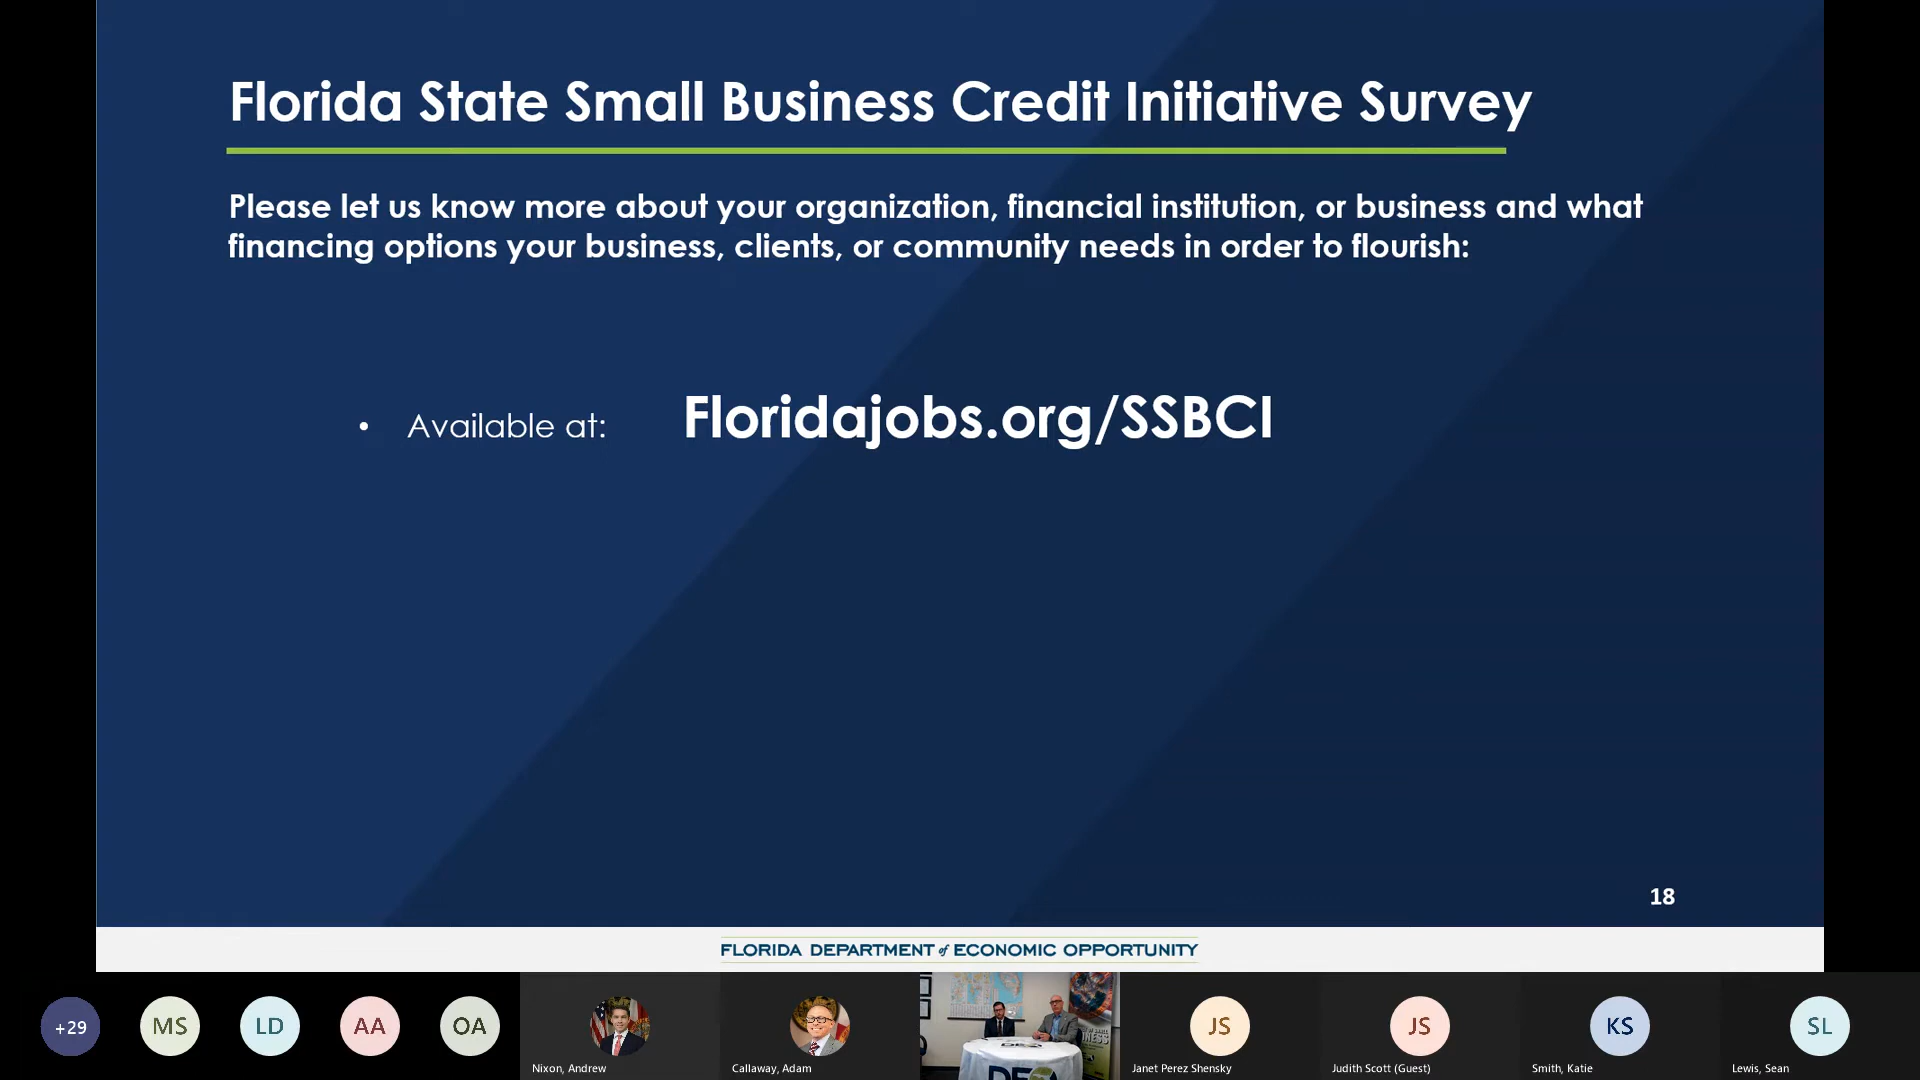 Florida State Small Business Credit Initiative Survey
Please let us know more about your organization, financial institution, or business and what
financing options your business, clients, or community needs in order to flourish:
• Available at: Floridajobs.org/SSBCI
18
FLORIDA DEPARTMENT of ECONOMIC OPPORTUNITY
+29 MS LD AA OA JS JS KS SL
Nixon, Andrew Callaway, Adam Janet Perez Shensky Judith Scott (Guest) Smith, Katie Lewis, Sean